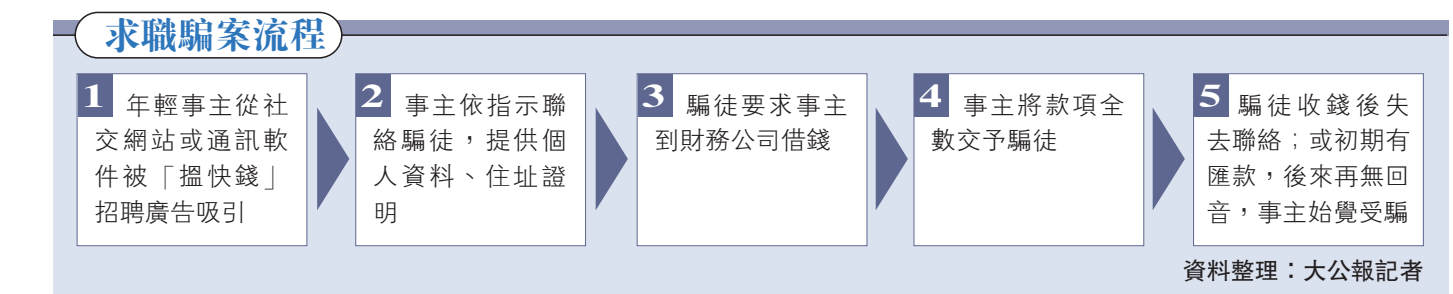 求職騙案流程
1 年輕事主從社
交網站或通訊軟
件被「搵快錢」
招聘廣告吸引
2 事主依指示聯
絡騙徒，提供個
人資料、住址證
明
3 騙徒要求事主
到財務公司借錢
4 事主將款項全
數交予騙徒
5 騙徒收錢後失
去聯絡；或初期有
匯款，後來再無回
音，事主始覺受騙
資料整理：大公報記者